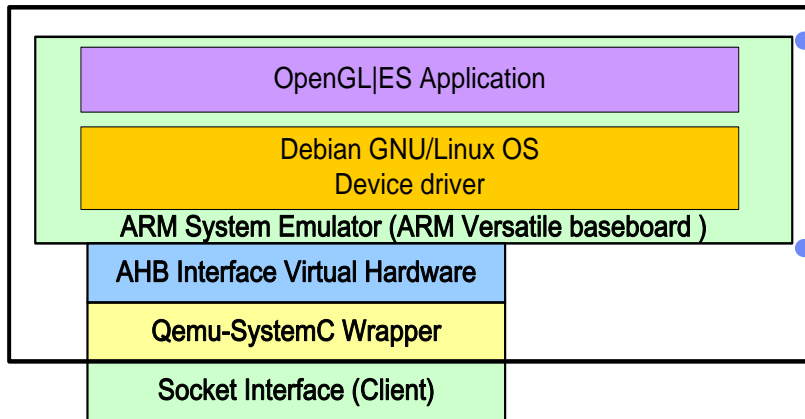 OpenGL|ES Application
Debian GNU/Linux OS
Device driver
ARM System Emulator (ARM Versatile baseboard )
AHB Interface Virtual Hardware
Qemu-SystemC Wrapper
Socket Interface (Client)